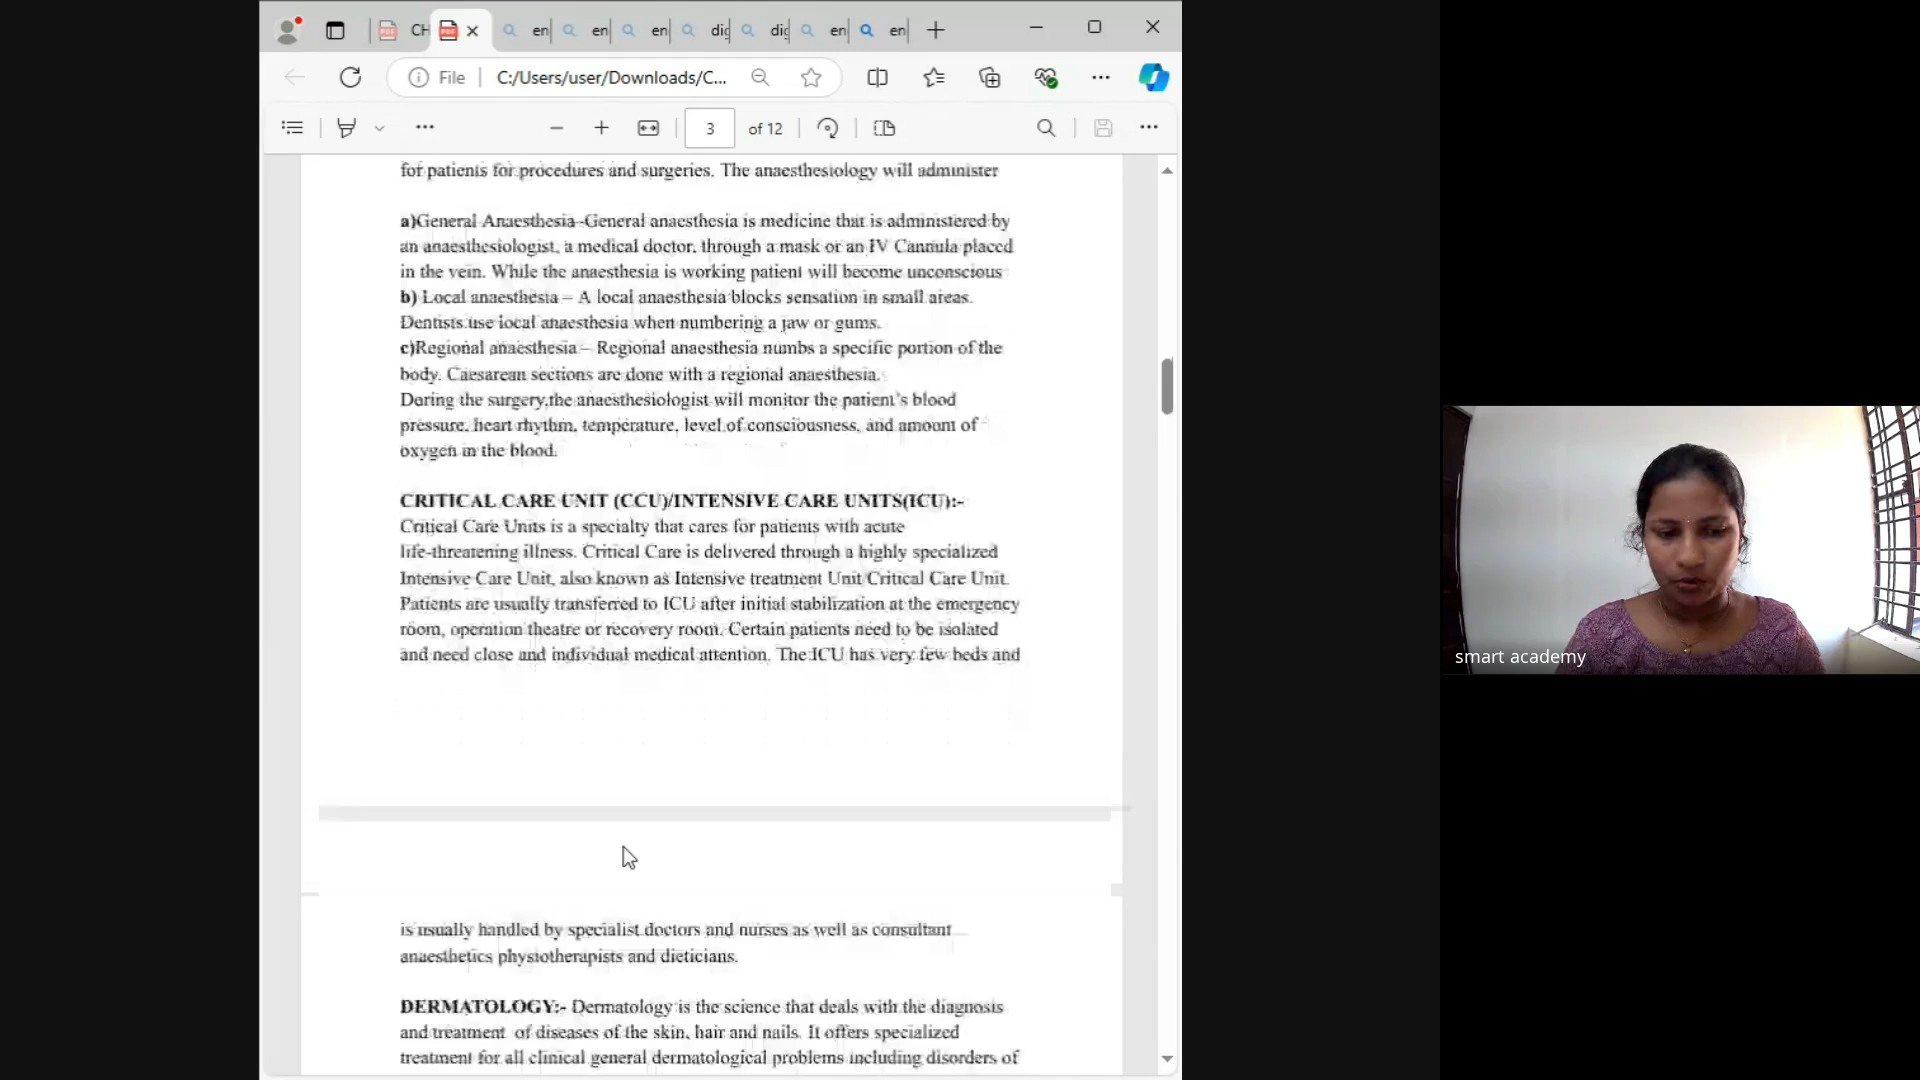 CH
en
en
en
dig
dig
en
en
File
C:/Users/user/Downloads/C...
3
of 12
for patients for procedures and surgeries. The anaesthesiology will administer
a)General Anaesthesia-General anaesthesia is medicine that is administered by
an anaesthesiologist, a medical doctor, through a mask or an IV Cannula placed
in the vein. While the anaesthesia is working patient will become unconscious
b) Local anaesthesia – A local anaesthesia blocks sensation in small areas.
Dentists use local anaesthesia when numbering a jaw or gums.
c)Regional anaesthesia – Regional anaesthesia numbs a specific portion of the
body. Caesarean sections are done with a regional anaesthesia.
During the surgery,the anaesthesiologist will monitor the patient's blood
pressure, heart rhythm, temperature, level of consciousness, and amount of
oxygen in the blood.
CRITICAL CARE UNIT (CCU)/INTENSIVE CARE UNITS(ICU):-
Critical Care Units is a specialty that cares for patients with acute
life-threatening illness. Critical Care is delivered through a highly specialized
Intensive Care Unit, also known as Intensive treatment Unit/Critical Care Unit.
Patients are usually transferred to ICU after initial stabilization at the emergency
room, operation theatre or recovery room. Certain patients need to be isolated
and need close and individual medical attention. The ICU has very few beds and
is usually handled by specialist doctors and nurses as well as consultant
anaesthetics physiotherapists and dieticians.
DERMATOLOGY:- Dermatology is the science that deals with the diagnosis
and treatment of diseases of the skin, hair and nails. It offers specialized
treatment for all clinical general dermatological problems including disorders of
smart academy